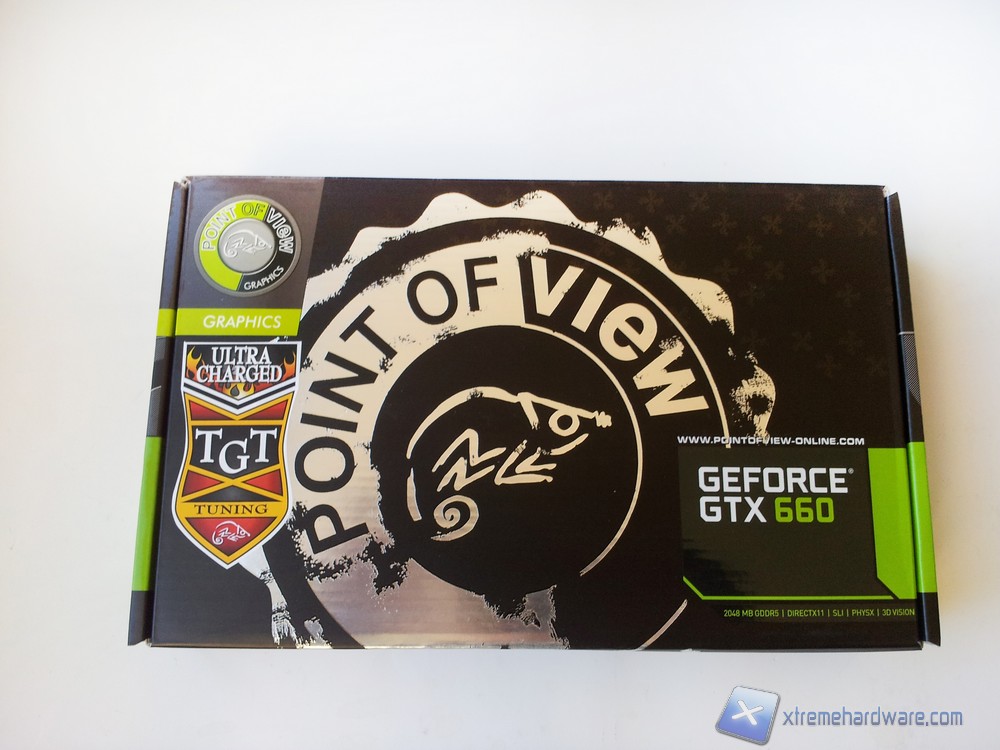 POINT OF VIEW
GRAPHICS
GRAPHICS
ULTRA
CHARGED
TGT
TUNING
POINT OF VIEW
WWW.POINTOFVIEW-ONLINE.COM
GEFORCE®
GTX 660
2048 MB GDDR5 | DIRECTX11 | SLI | PHYSX | 3D VISION
xtremehardware.com